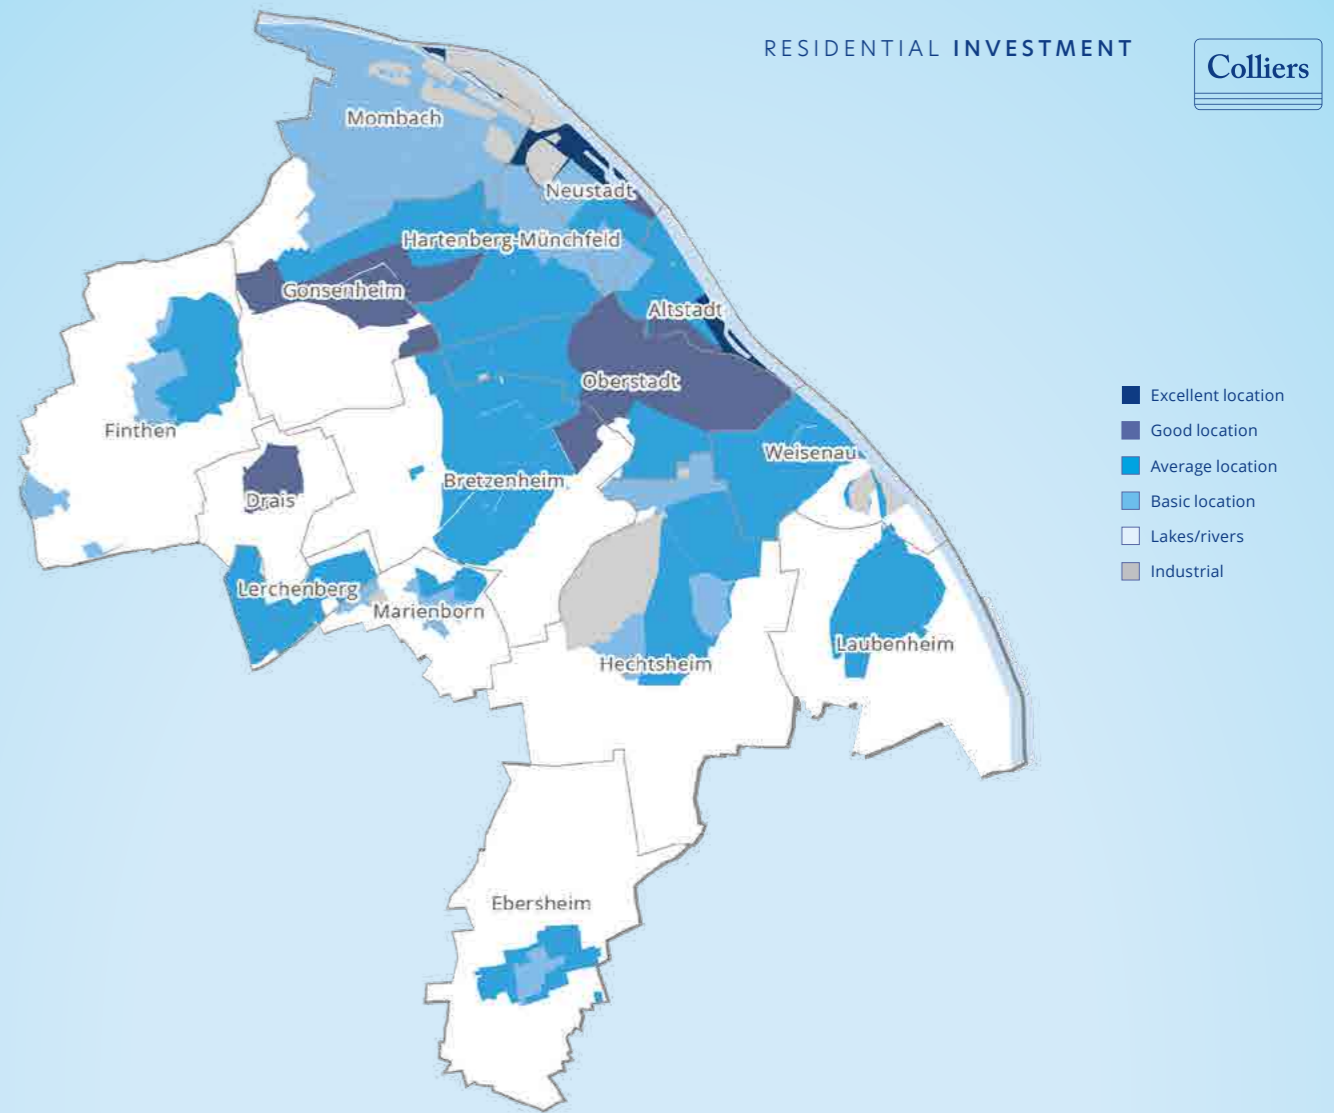 RESIDENTIAL INVESTMENT
Colliers
Mombach
Neustadt
Hartenberg-Münchfeld
Gonsenheim
Altstadt
Oberstadt
Finthen
Weisenau
Bretzenheim
Drais
Lerchenberg
Marienborn
Laubenheim
Hechtsheim
Ebersheim
Excellent location
Good location
Average location
Basic location
Lakes/rivers
Industrial